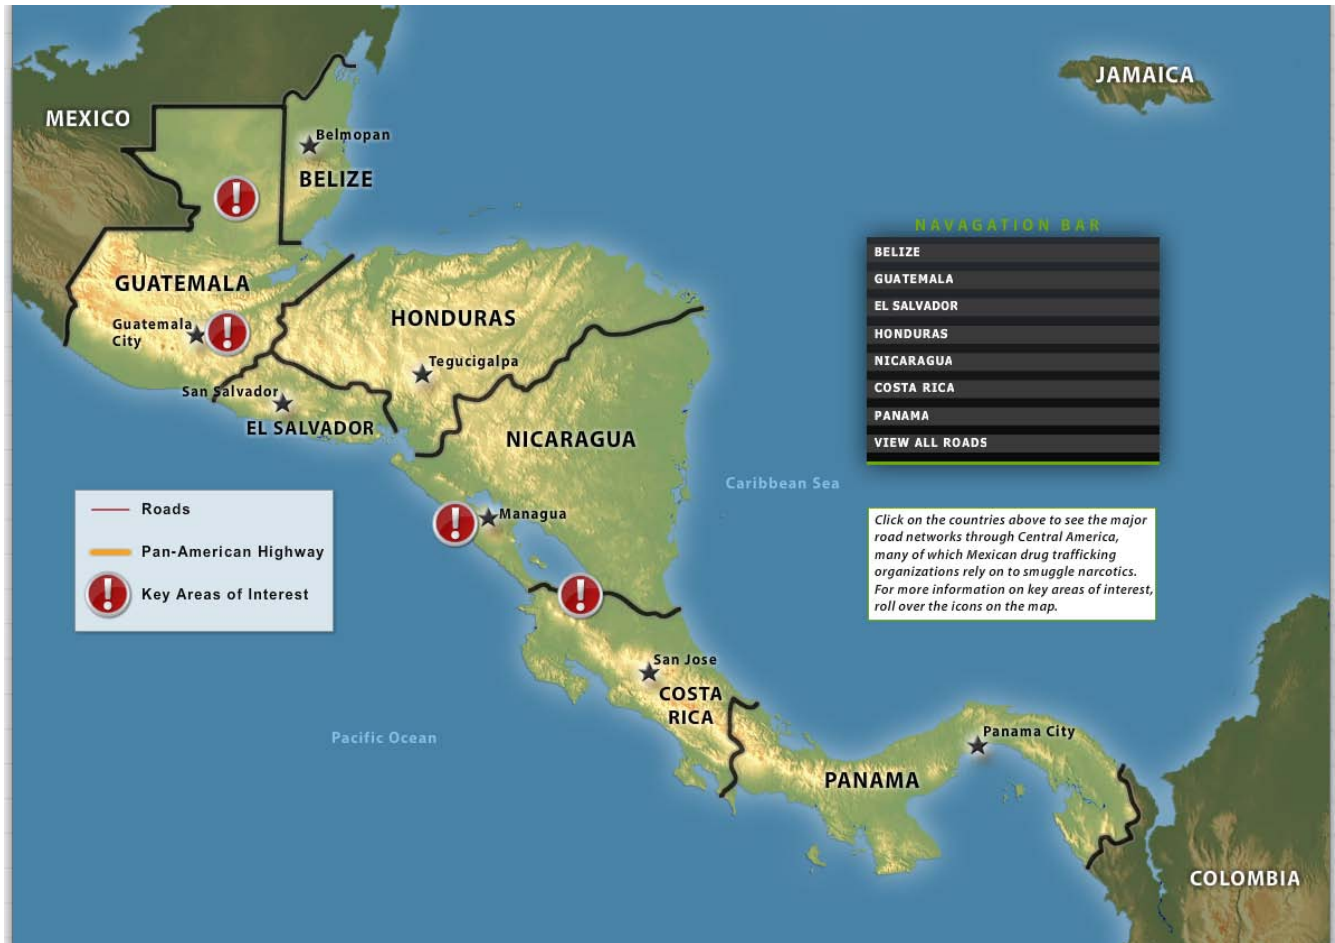 JAMAICA
MEXICO
Belmopan
BELIZE
NAVAGATION BAR
BELIZE
GUATEMALA
EL SALVADOR
HONDURAS
NICARAGUA
COSTA RICA
PANAMA
VIEW ALL ROADS
GUATEMALA
HONDURAS
Guatemala
City
Tegucigalpa
San Salvador
EL SALVADOR
NICARAGUA
Caribbean Sea
Managua
Roads
Pan-American Highway
Key Areas of Interest
Click on the countries above to see the major
road networks through Central America,
many of which Mexican drug trafficking
organizations rely on to smuggle narcotics.
For more information on key areas of interest,
roll over the icons on the map.
San Jose
COSTA
RICA
Pacific Ocean
Panama City
PANAMA
COLOMBIA